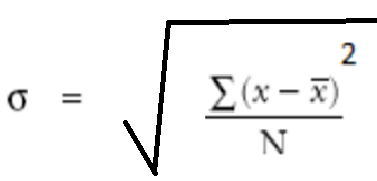 σ = √ ∑(x − x̄)²
N